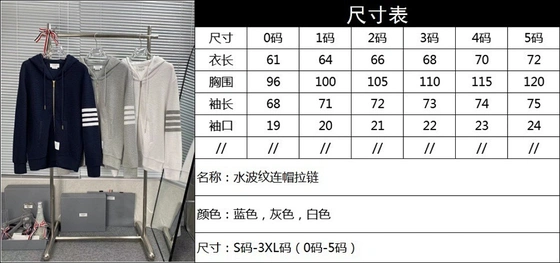 尺寸表
尺寸 0码 1码 2码 3码 4码 5码
衣长 61 64 66 68 70 72
胸围 96 100 105 110 115 120
袖长 68 71 72 73 74 75
袖口 19 20 21 22 23 24
// // // // // // //
名称：水波纹连帽拉链
颜色：蓝色，灰色，白色
尺寸：S码-3XL码（0码-5码）